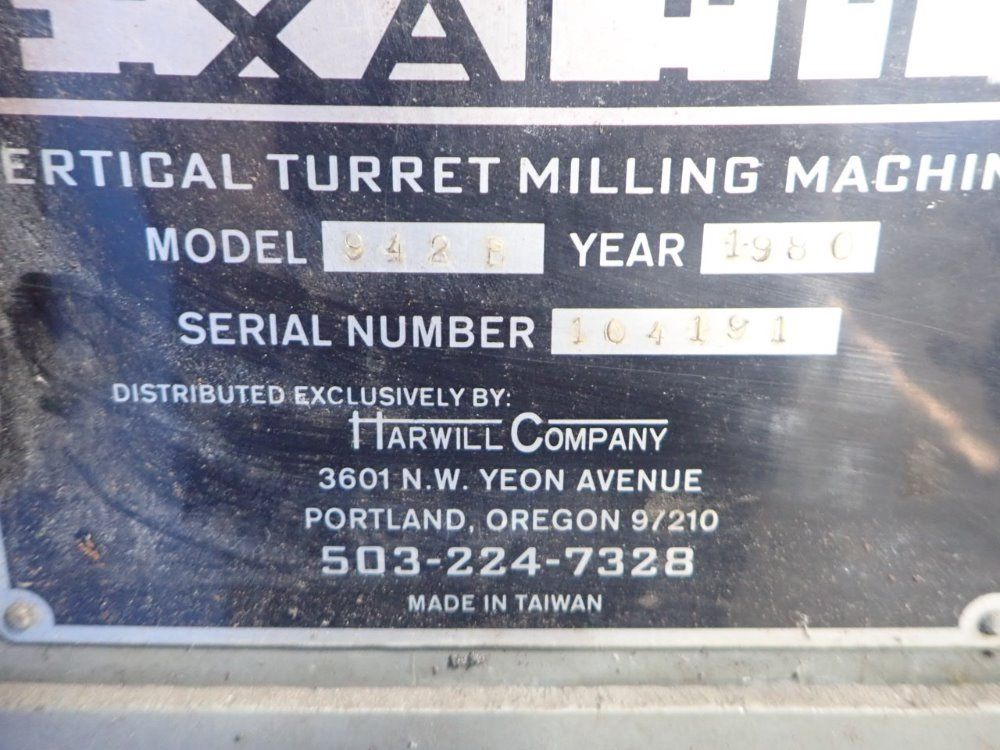 ERTICAL TURRET MILLING MACHIN
MODEL 942B YEAR 1980
SERIAL NUMBER 104191
DISTRIBUTED EXCLUSIVELY BY:
HARWILL COMPANY
3601 N.W. YEON AVENUE
PORTLAND, OREGON 97210
503-224-7328
MADE IN TAIWAN